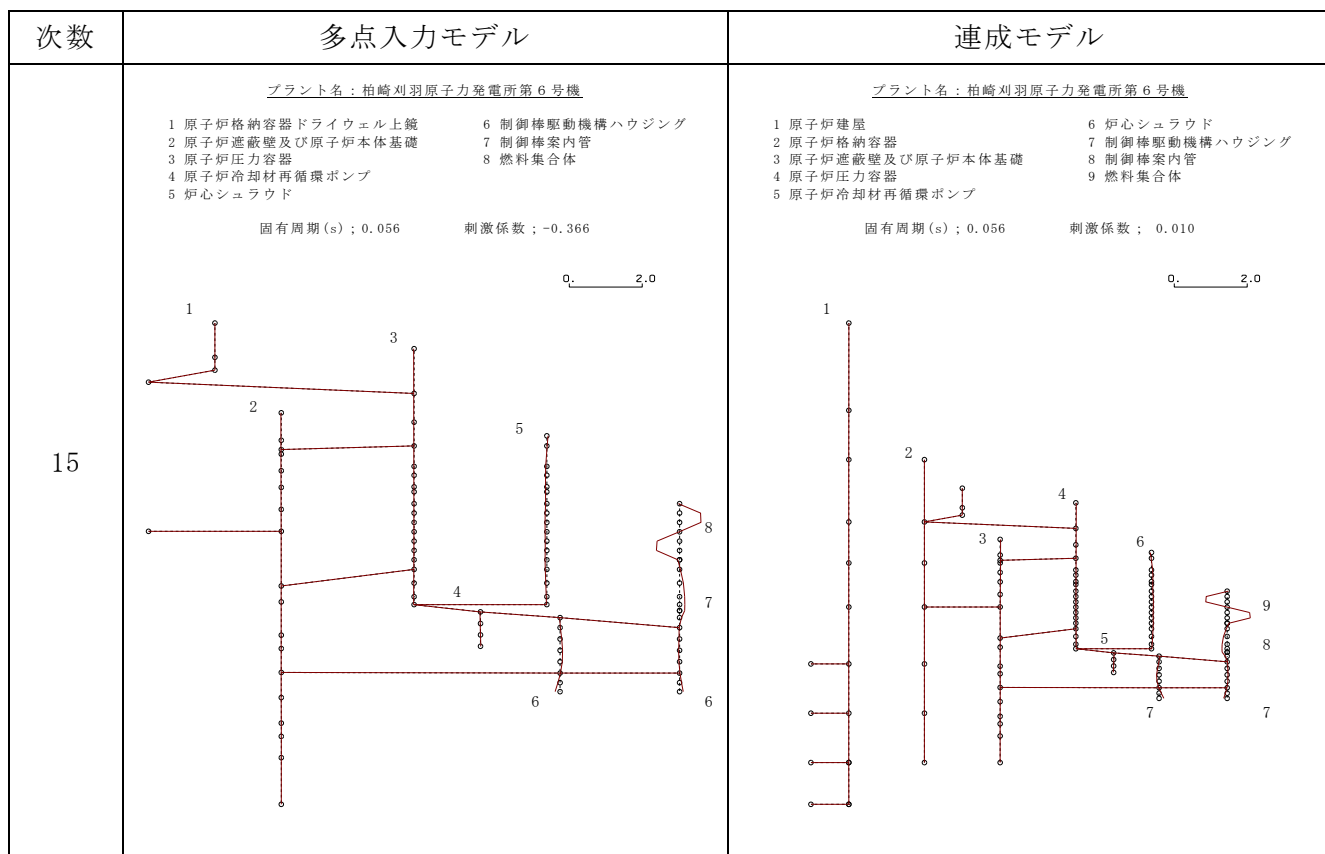 次数 多点入力モデル 連成モデル
プラント名：柏崎刈羽原子力発電所第６号機
1 原子炉格納容器ドライウェル上鏡 6 制御棒駆動機構ハウジング
2 原子炉遮蔽壁及び原子炉本体基礎 7 制御棒案内管
3 原子炉圧力容器 8 燃料集合体
4 原子炉冷却材再循環ポンプ
5 炉心シュラウド
固有周期(s)；0.056 刺激係数；-0.366
0. 2.0
1
3
2
5
8
4
7
6 6
プラント名：柏崎刈羽原子力発電所第６号機
1 原子炉建屋 6 炉心シュラウド
2 原子炉格納容器 7 制御棒駆動機構ハウジング
3 原子炉遮蔽壁及び原子炉本体基礎 8 制御棒案内管
4 原子炉圧力容器 9 燃料集合体
5 原子炉冷却材再循環ポンプ
固有周期(s)；0.056 刺激係数； 0.010
0. 2.0
1
2
4
3 6
9
5 8
7 7
15